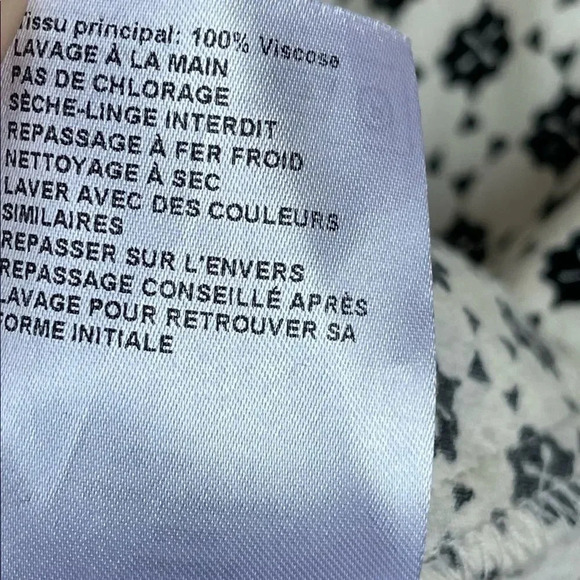 Tissu principal: 100% Viscose
LAVAGE À LA MAIN
PAS DE CHLORAGE
SÈCHE-LINGE INTERDIT
REPASSAGE À FER FROID
NETTOYAGE À SEC
LAVER AVEC DES COULEURS
SIMILAIRES
REPASSER SUR L'ENVERS
REPASSAGE CONSEILLÉ APRÈS
LAVAGE POUR RETROUVER SA
FORME INITIALE